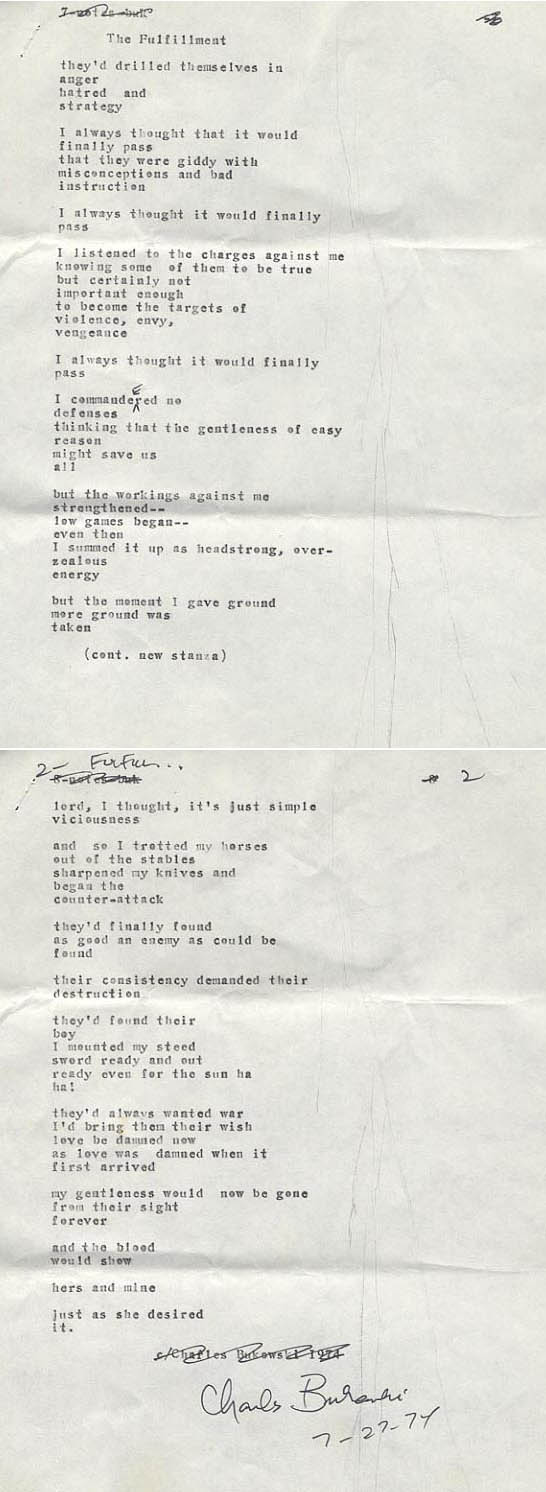 The Fulfillment
they'd drilled themselves in
anger
hatred and
strategy
I always thought that it would
finally pass
that they were giddy with
misconceptions and bad
instruction
I always thought it would finally
pass
I listened to the charges against me
knowing some of them to be true
but certainly not
important enough
to become the targets of
violence, envy,
vengeance
I always thought it would finally
pass
I commandeered no
defenses
thinking that the gentleness of easy
reason
might save us
all
but the workings against me
strengthened--
low games began--
even then
I summed it up as headstrong, over-
zealous
energy
but the moment I gave ground
more ground was
taken
(cont. new stanza)
2- FulFill...
8-notes-buk
2
lord, I thought, it's just simple
viciousness
and so I trotted my horses
out of the stables
sharpened my knives and
began the
counter-attack
they'd finally found
as good an enemy as could be
found
their consistency demanded their
destruction
they'd found their
boy
I mounted my steed
sword ready and out
ready even for the sun ha
ha!
they'd always wanted war
I'd bring them their wish
love be damned now
as love was damned when it
first arrived
my gentleness would now be gone
from their sight
forever
and the blood
would show
hers and mine
just as she desired
it.
c/Charles Bukowski 1974
Charles Bukowski
7-27-74